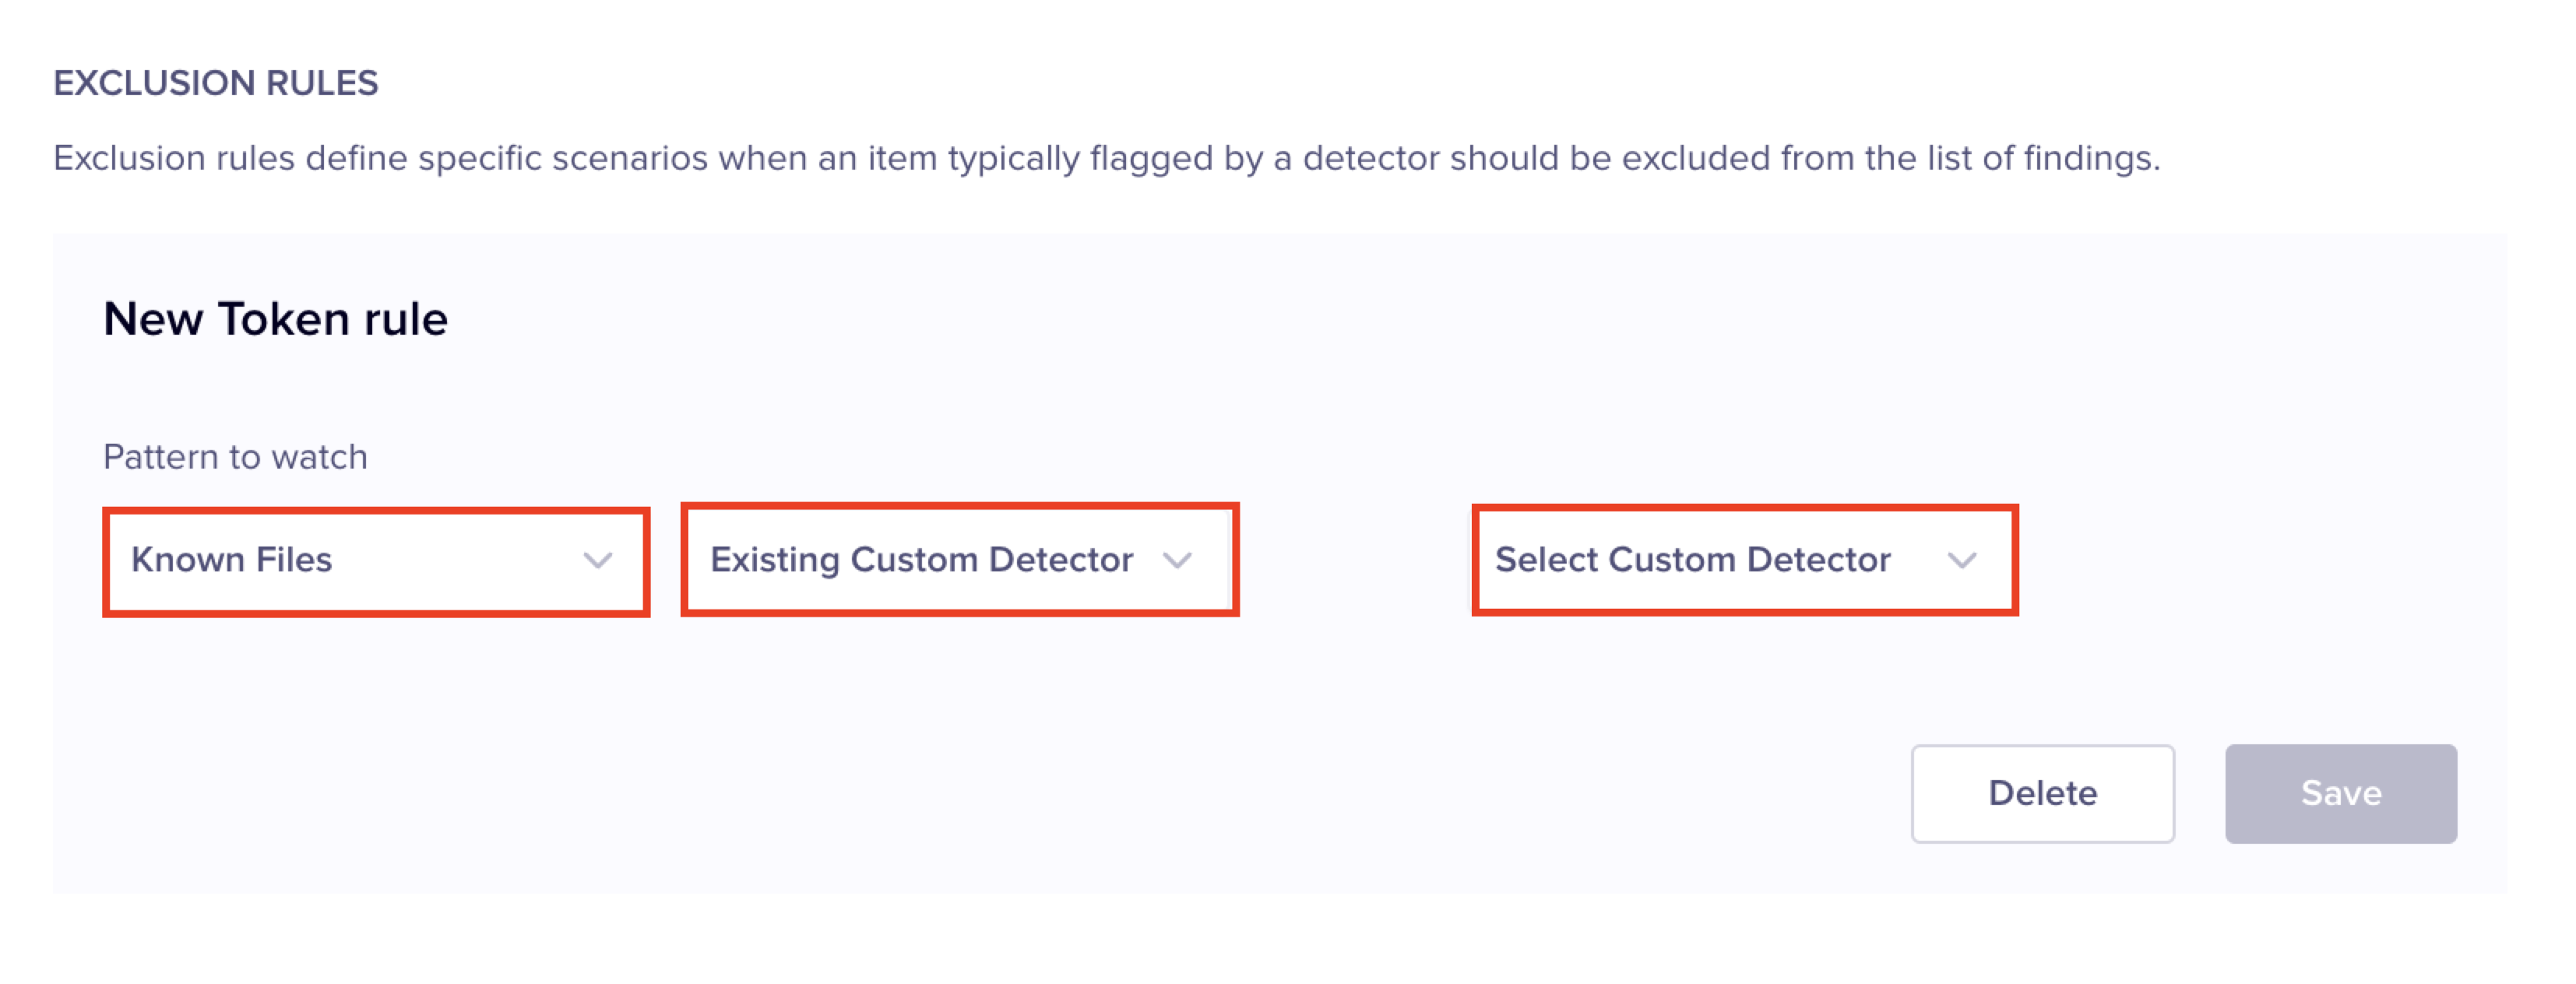 EXCLUSION RULES
Exclusion rules define specific scenarios when an item typically flagged by a detector should be excluded from the list of findings.
New Token rule
Pattern to watch
Known Files Existing Custom Detector Select Custom Detector
Delete Save